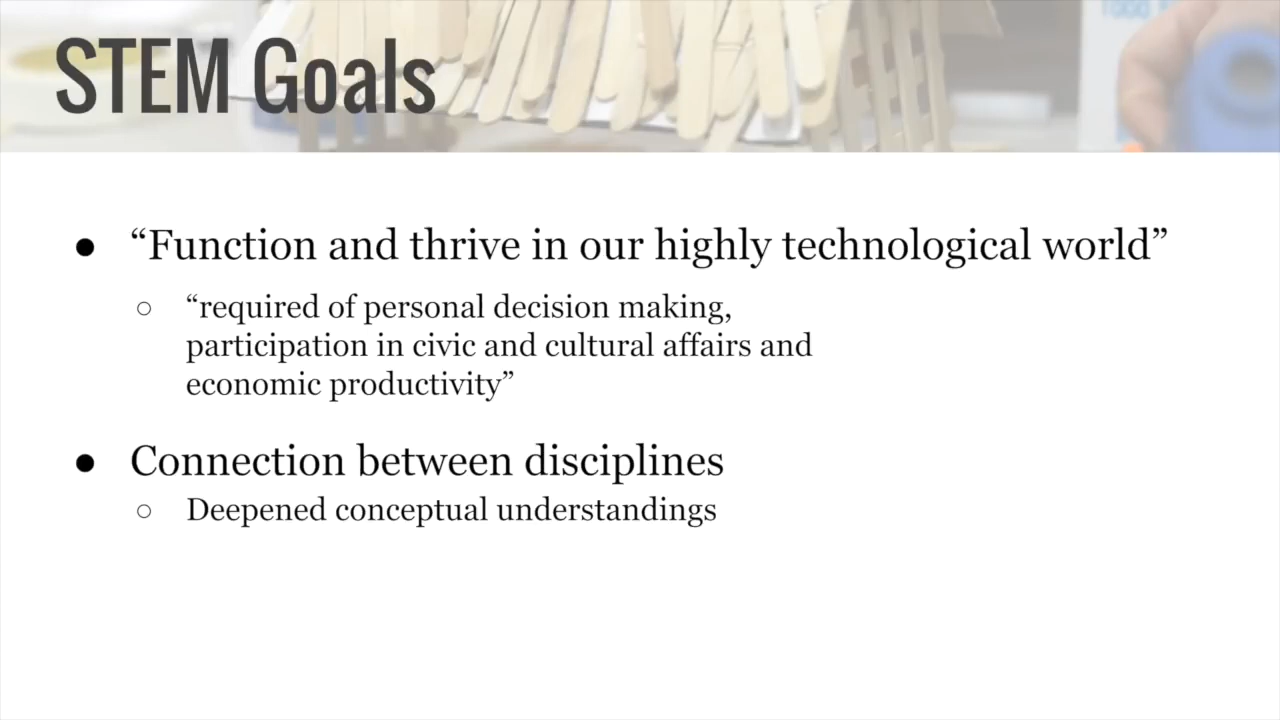 STEM Goals
● “Function and thrive in our highly technological world”
○ “required of personal decision making,
participation in civic and cultural affairs and
economic productivity”
● Connection between disciplines
○ Deepened conceptual understandings